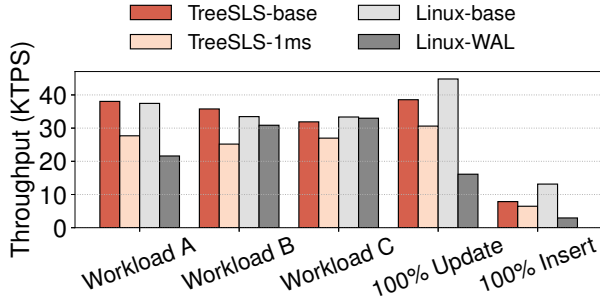 TreeSLS-base Linux-base
TreeSLS-1ms Linux-WAL
Throughput (KTPS)
40
30
20
10
0
Workload A Workload B Workload C 100% Update 100% Insert